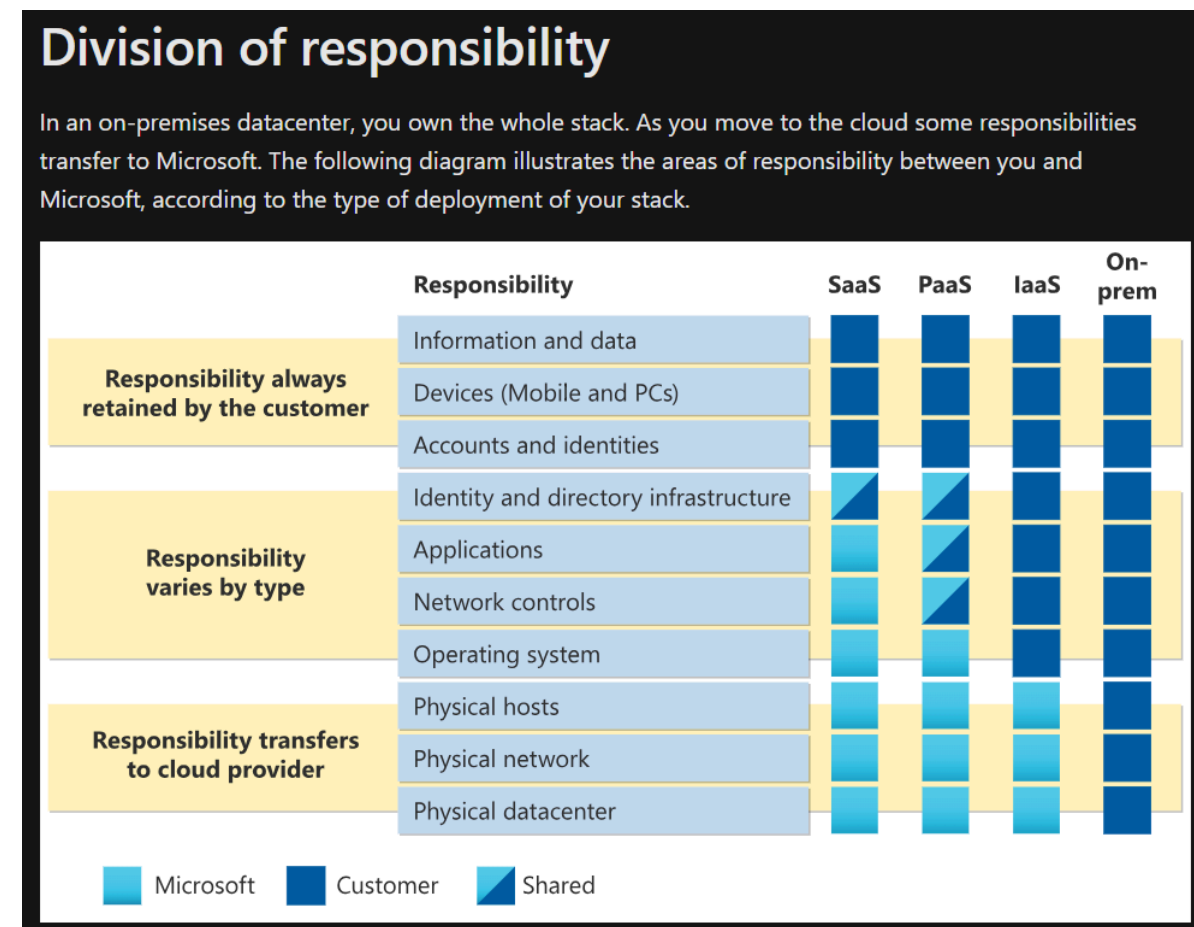 Division of responsibility
In an on-premises datacenter, you own the whole stack. As you move to the cloud some responsibilities
transfer to Microsoft. The following diagram illustrates the areas of responsibility between you and
Microsoft, according to the type of deployment of your stack.
Responsibility SaaS PaaS IaaS On-
prem
Responsibility always
retained by the customer
Information and data
Devices (Mobile and PCs)
Accounts and identities
Responsibility
varies by type
Identity and directory infrastructure
Applications
Network controls
Operating system
Responsibility transfers
to cloud provider
Physical hosts
Physical network
Physical datacenter
Microsoft Customer Shared